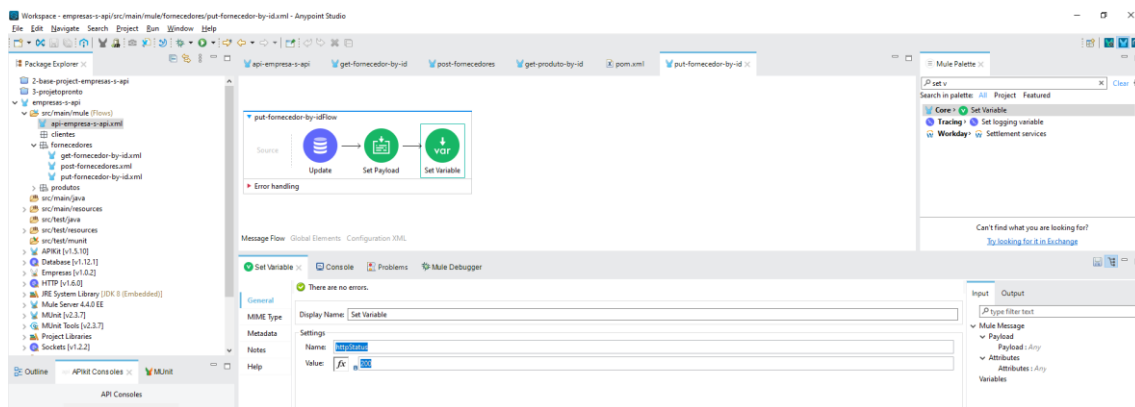 Workspace - empresas-s-api/src/main/mule/fornecedores/put-fornecedor-by-id.xml - Anypoint Studio
File Edit Navigate Search Project Run Window Help
Package Explorer
2-base-project-empresas-s-api
3-projetopronto
empresas-s-api
src/main/mule (Flows)
api-empresa-s-api.xml
clientes
fornecedores
get-fornecedor-by-id.xml
post-fornecedores.xml
put-fornecedor-by-id.xml
produtos
src/main/java
src/main/resources
src/test/java
src/test/resources
src/test/munit
APIKit [v1.5.10]
Database [v1.12.1]
Empresas [v1.0.2]
HTTP [v1.6.0]
JRE System Library [JDK 8 (Embedded)]
Mule Server 4.4.0 EE
MUnit [v2.3.7]
MUnit Tools [v2.3.7]
Project Libraries
Sockets [v1.2.2]
Outline APIkit Consoles MUnit
API Consoles
api-empresa-s-api get-fornecedor-by-id post-fornecedores get-produto-by-id pom.xml put-fornecedor-by-id
put-fornecedor-by-idFlow
Source
Update Set Payload Set Variable
var
Error handling
Message Flow Global Elements Configuration XML
Set Variable Console Problems Mule Debugger
There are no errors.
General
MIME Type
Metadata
Notes
Help
Display Name: Set Variable
Settings
Name: httpStatus
Value: fx 200
Mule Palette
set v Clear
Search in palette: All Project Featured
Core > Set Variable
Tracing > Set logging variable
Workday > Settlement services
Can't find what you are looking for?
Try looking for it in Exchange
Input Output
type filter text
Mule Message
Payload
Payload : Any
Attributes
Attributes : Any
Variables